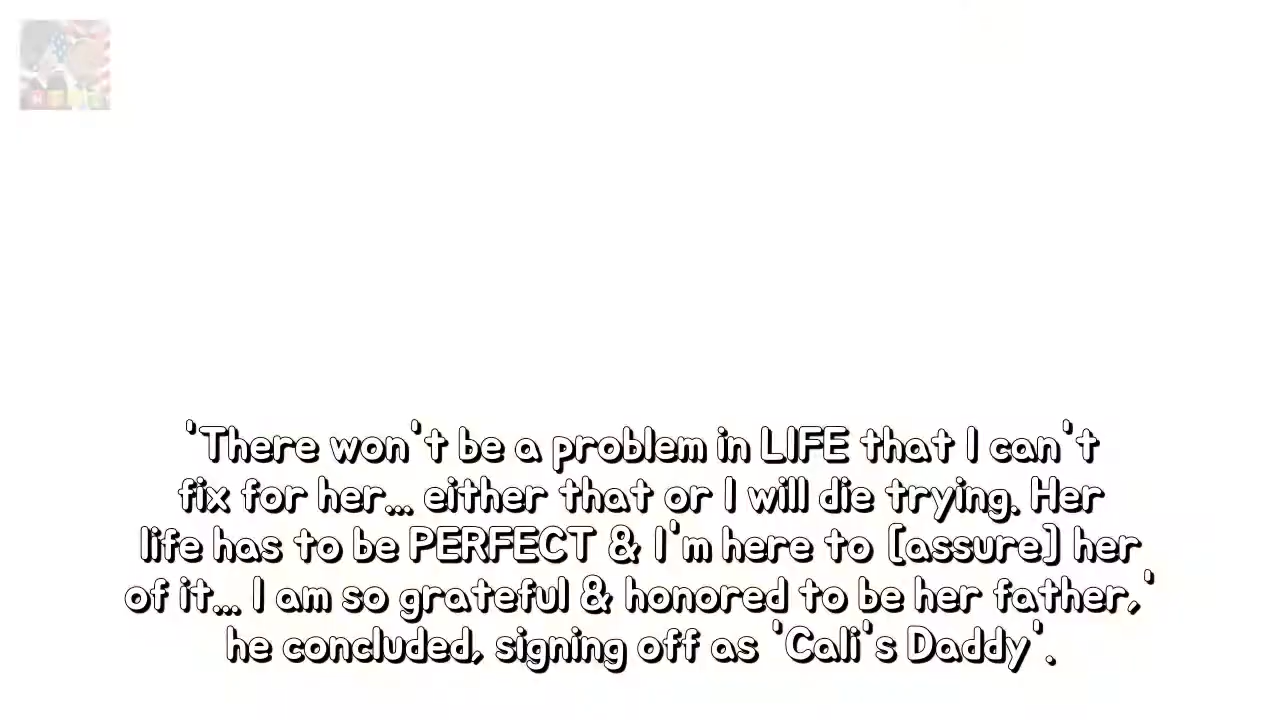 'There won't be a problem in LIFE that I can't
fix for her... either that or I will die trying. Her
life has to be PERFECT & I'm here to [assure] her
of it... I am so grateful & honored to be her father,'
he concluded, signing off as 'Cali's Daddy'.